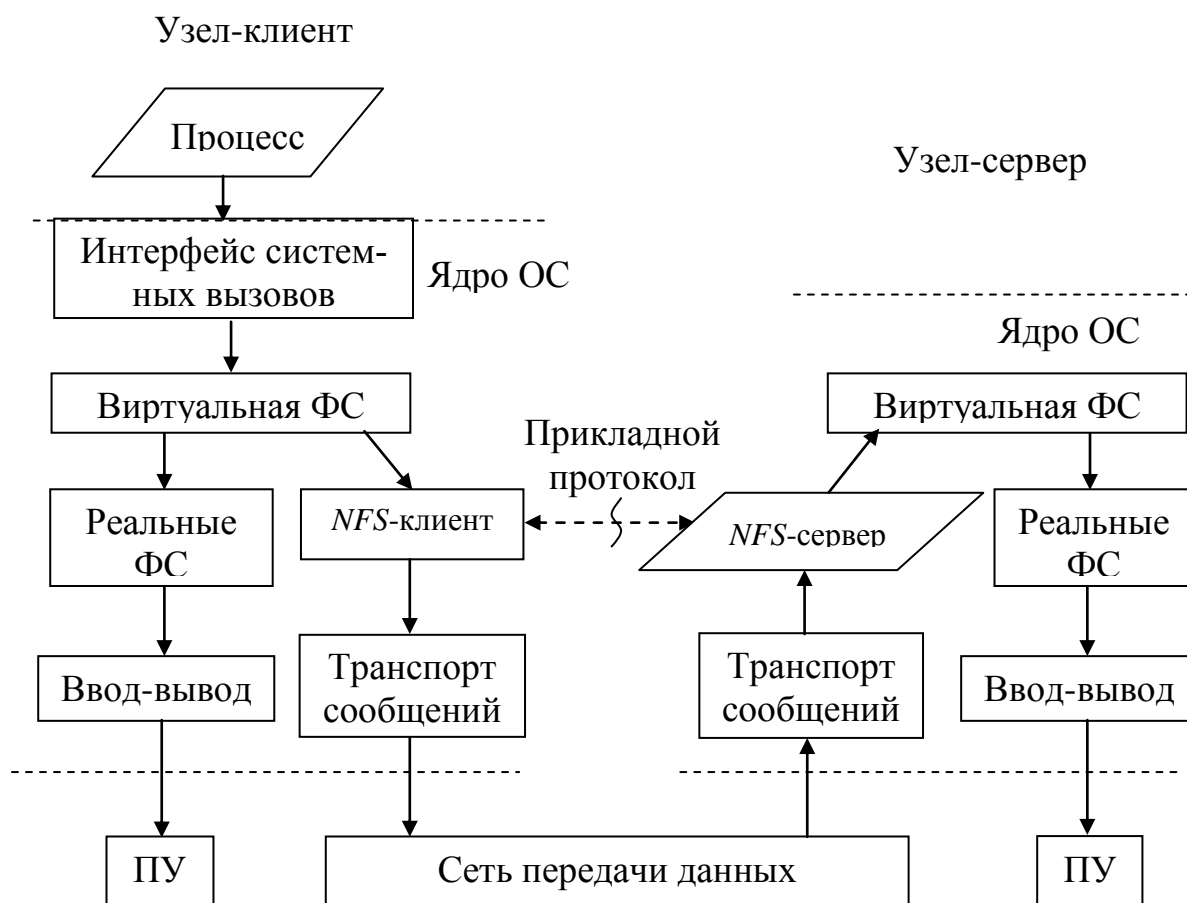 Узел-клиент
Процесс
Узел-сервер
Интерфейс систем-
ных вызовов
Ядро ОС
Ядро ОС
Виртуальная ФС
Виртуальная ФС
Прикладной
протокол
Реальные
ФС
NFS-клиент
NFS-сервер
Реальные
ФС
Ввод-вывод
Транспорт
сообщений
Транспорт
сообщений
Ввод-вывод
ПУ
Сеть передачи данных
ПУ